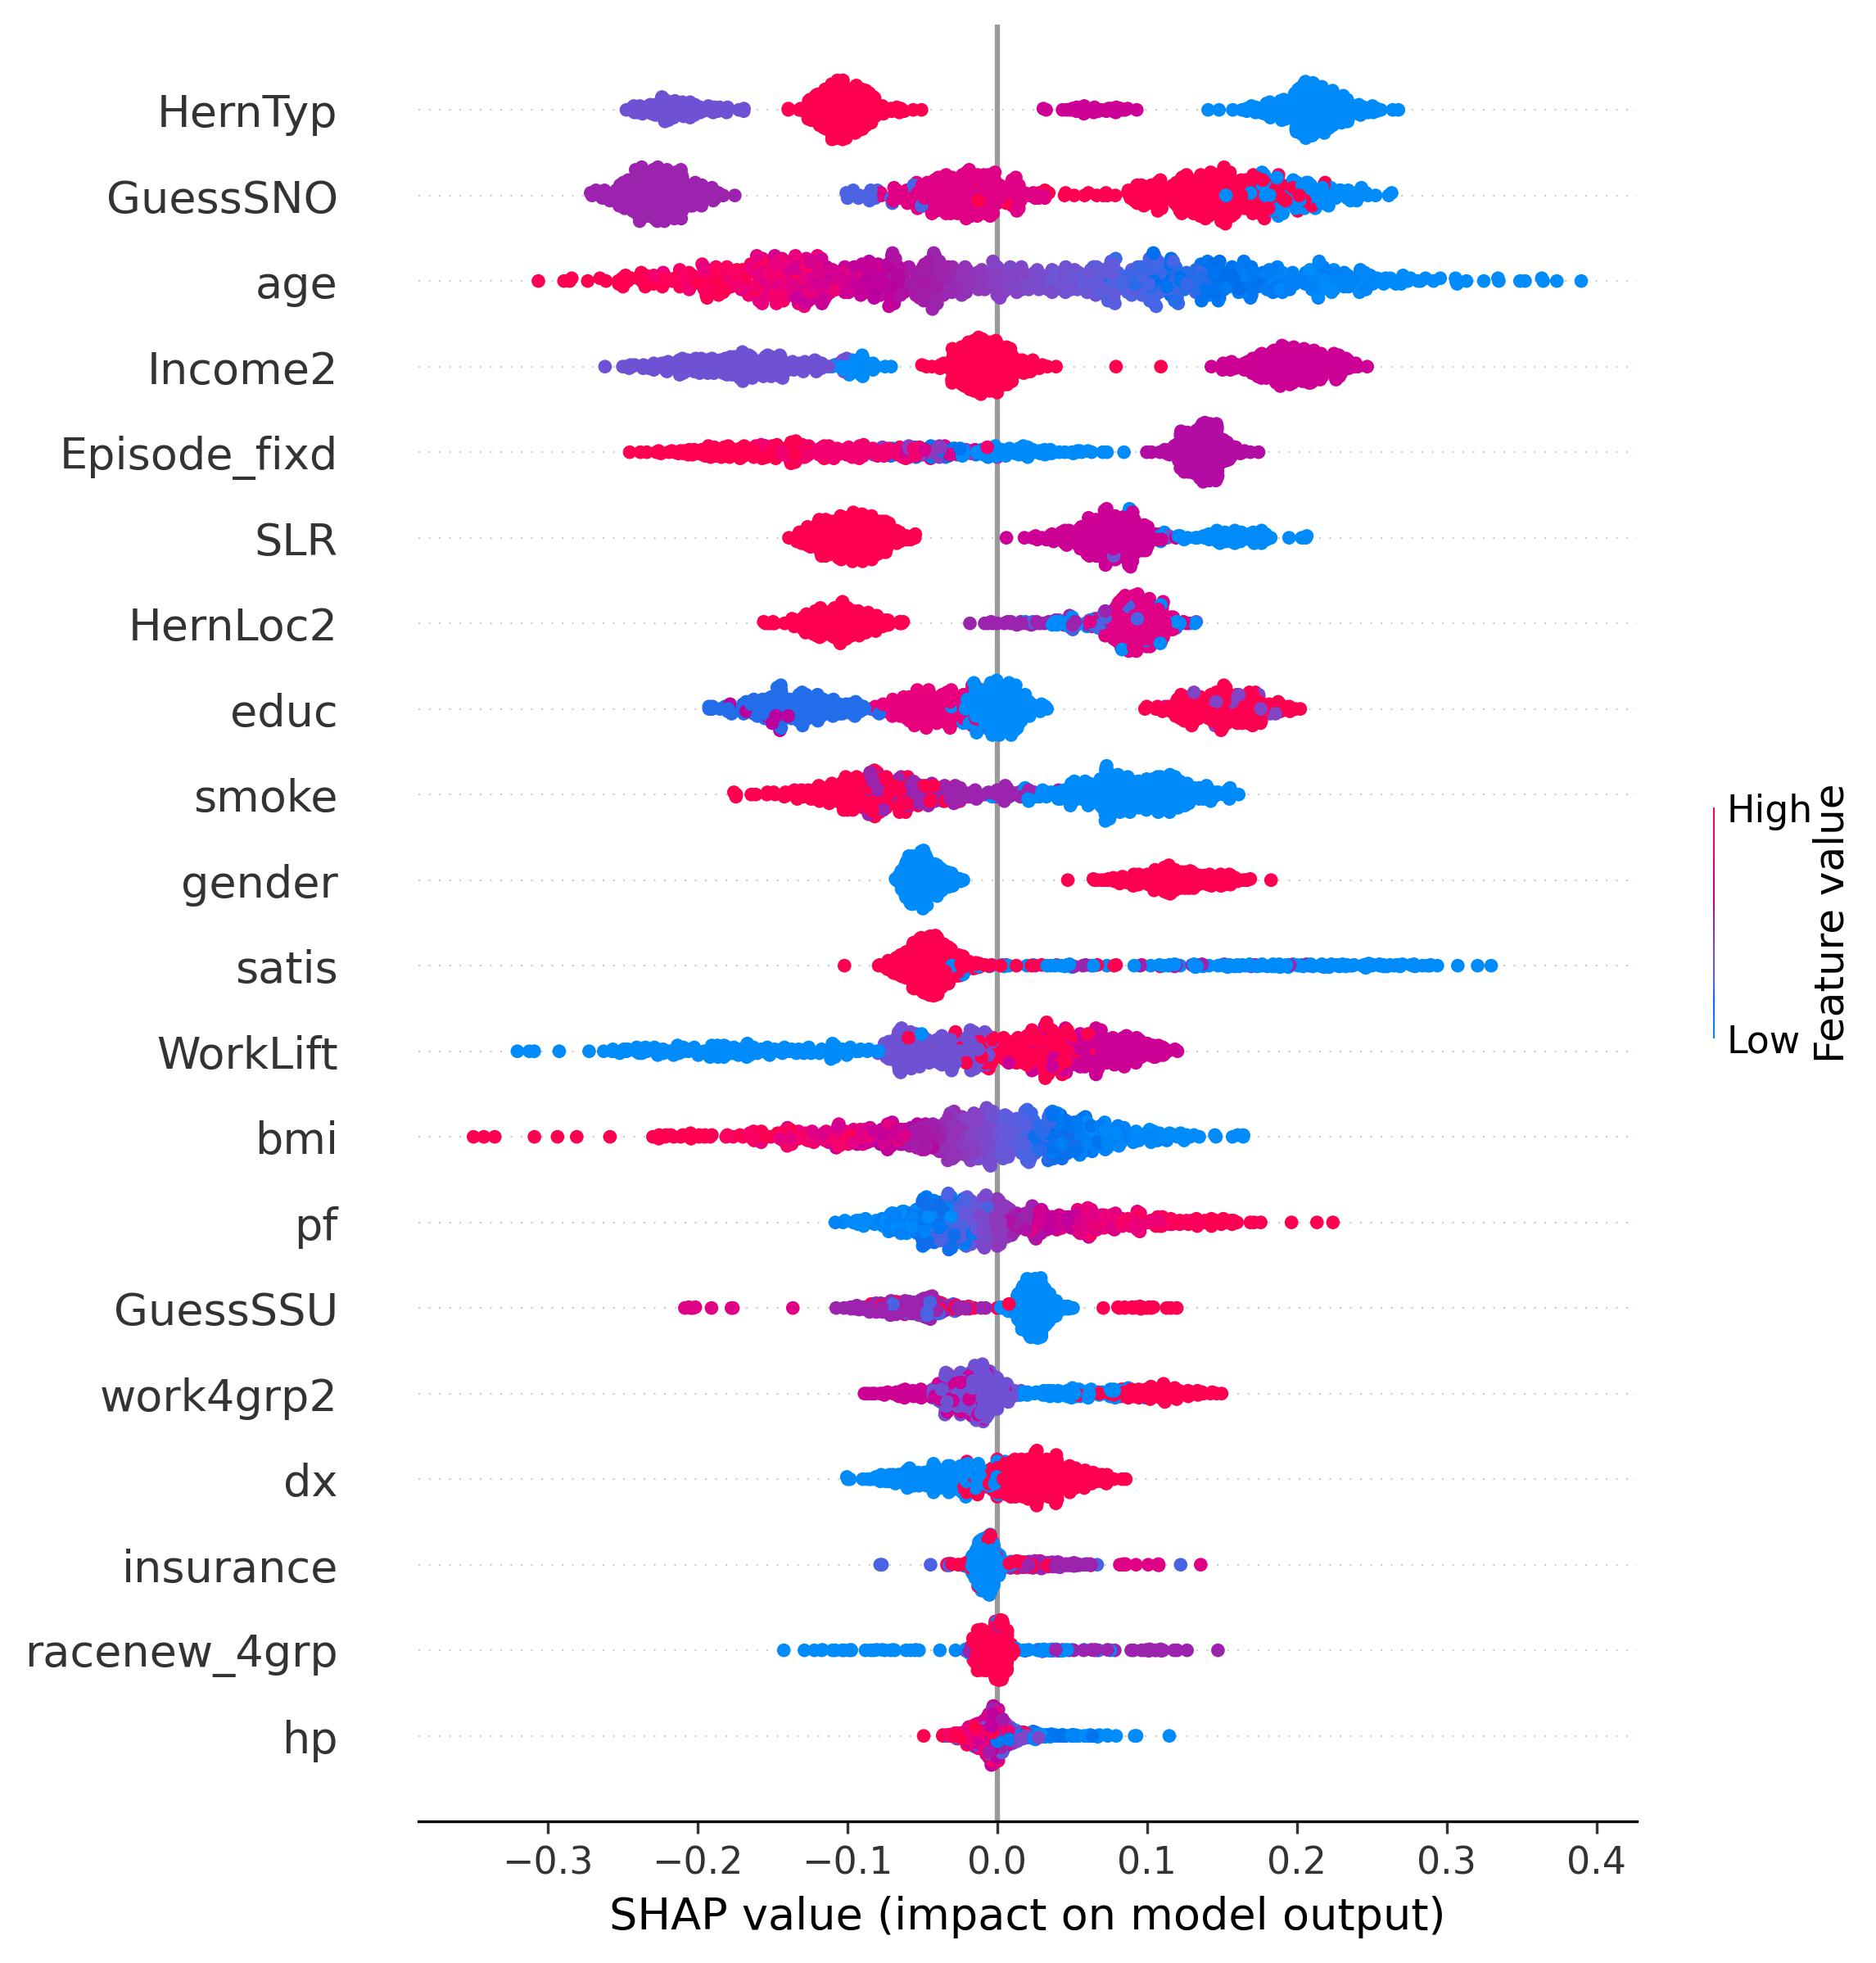 HernTyp
GuessSNO
age
Income2
Episode_fixd
SLR
HernLoc2
educ
smoke
gender
satis
WorkLift
bmi
pf
GuessSSU
work4grp2
dx
insurance
racenew_4grp
hp
−0.3 −0.2 −0.1 0.0 0.1 0.2 0.3 0.4
SHAP value (impact on model output)
High
Low
Feature value